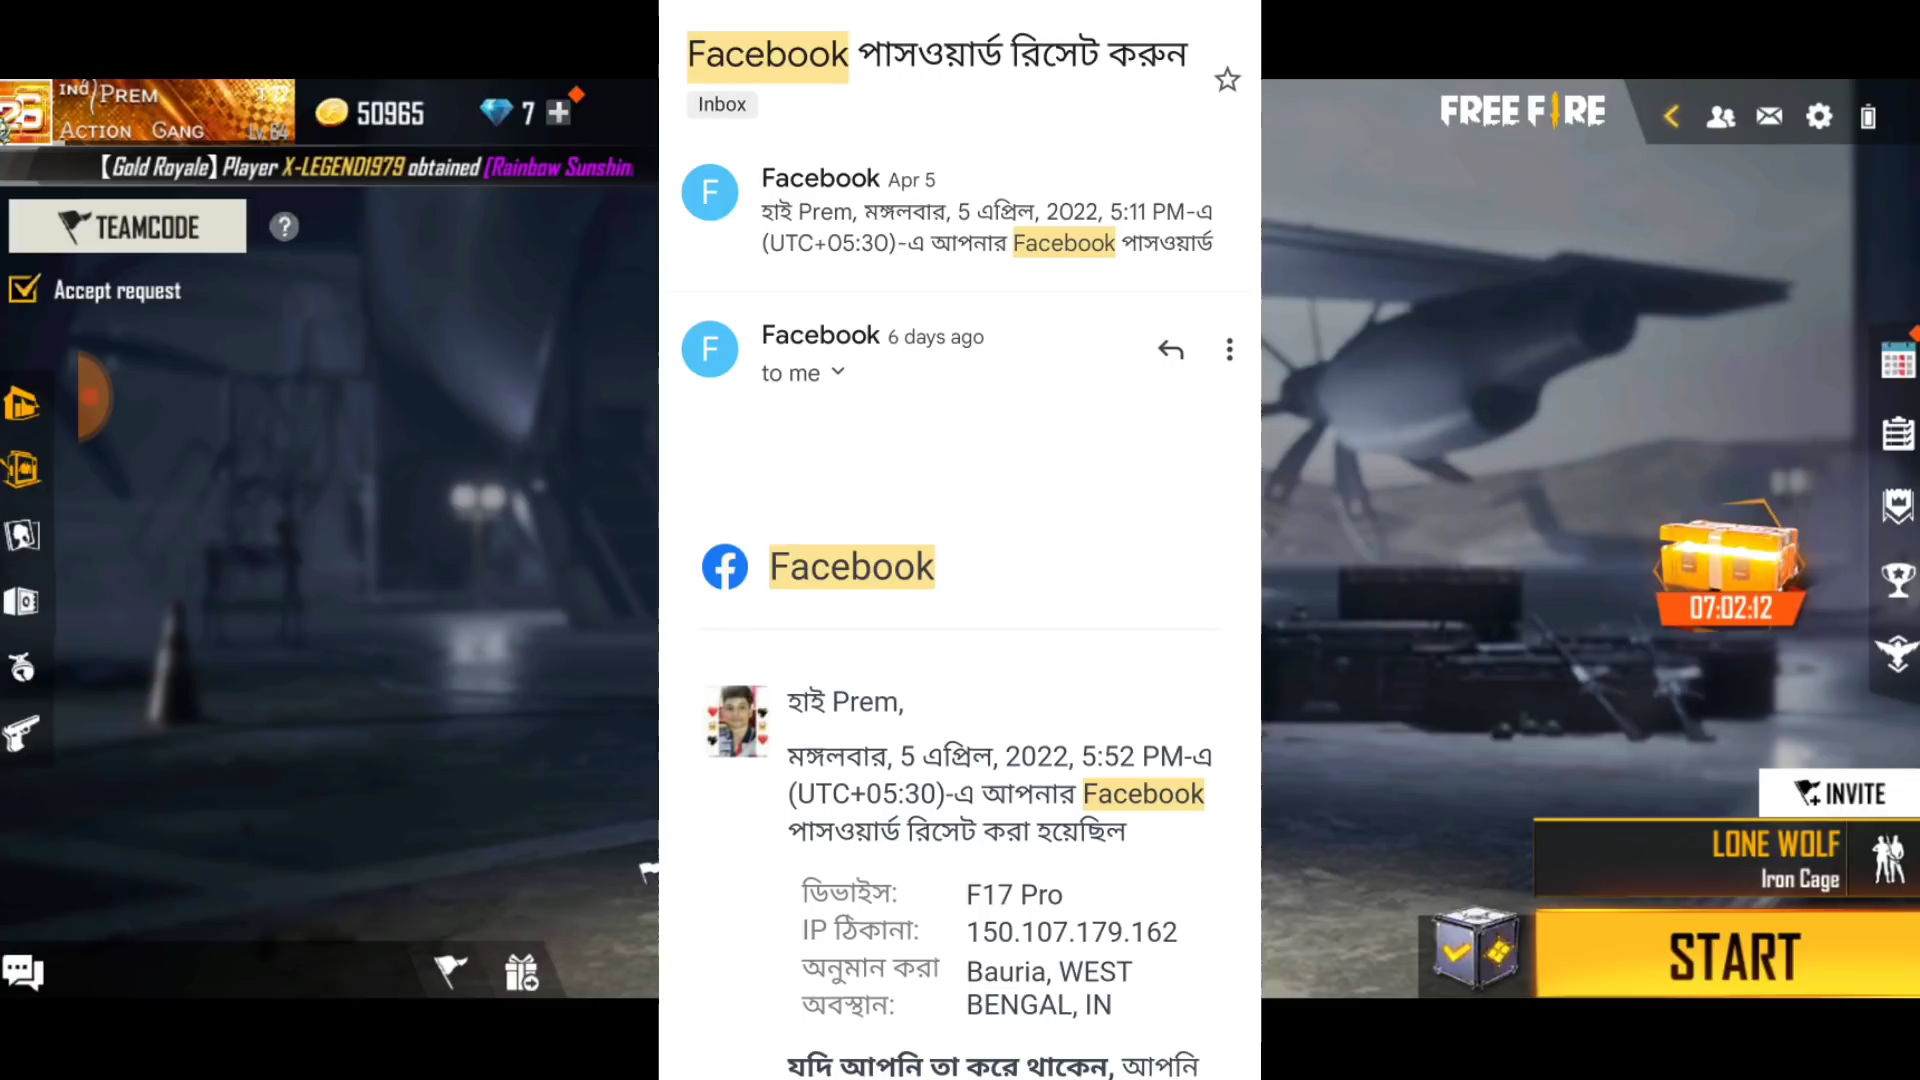 IND)PREM
ACTION GANG
Lv. 64
50965
7
【Gold Royale】Player X-LEGEND1979 obtained [Rainbow Sunshin
TEAMCODE
?
Accept request
Facebook পাসওয়ার্ড রিসেট করুন
Inbox
F
Facebook Apr 5
হাই Prem, মঙ্গলবার, 5 এপ্রিল, 2022, 5:11 PM-এ
(UTC+05:30)-এ আপনার Facebook পাসওয়ার্ড
F
Facebook 6 days ago
to me
Facebook
হাই Prem,
মঙ্গলবার, 5 এপ্রিল, 2022, 5:52 PM-এ
(UTC+05:30)-এ আপনার Facebook
পাসওয়ার্ড রিসেট করা হয়েছিল
ডিভাইস: F17 Pro
IP ঠিকানা: 150.107.179.162
অনুমান করা Bauria, WEST
অবস্থান: BENGAL, IN
যদি আপনি তা করে থাকেন, আপনি
FREE FIRE
07:02:12
INVITE
LONE WOLF
Iron Cage
START